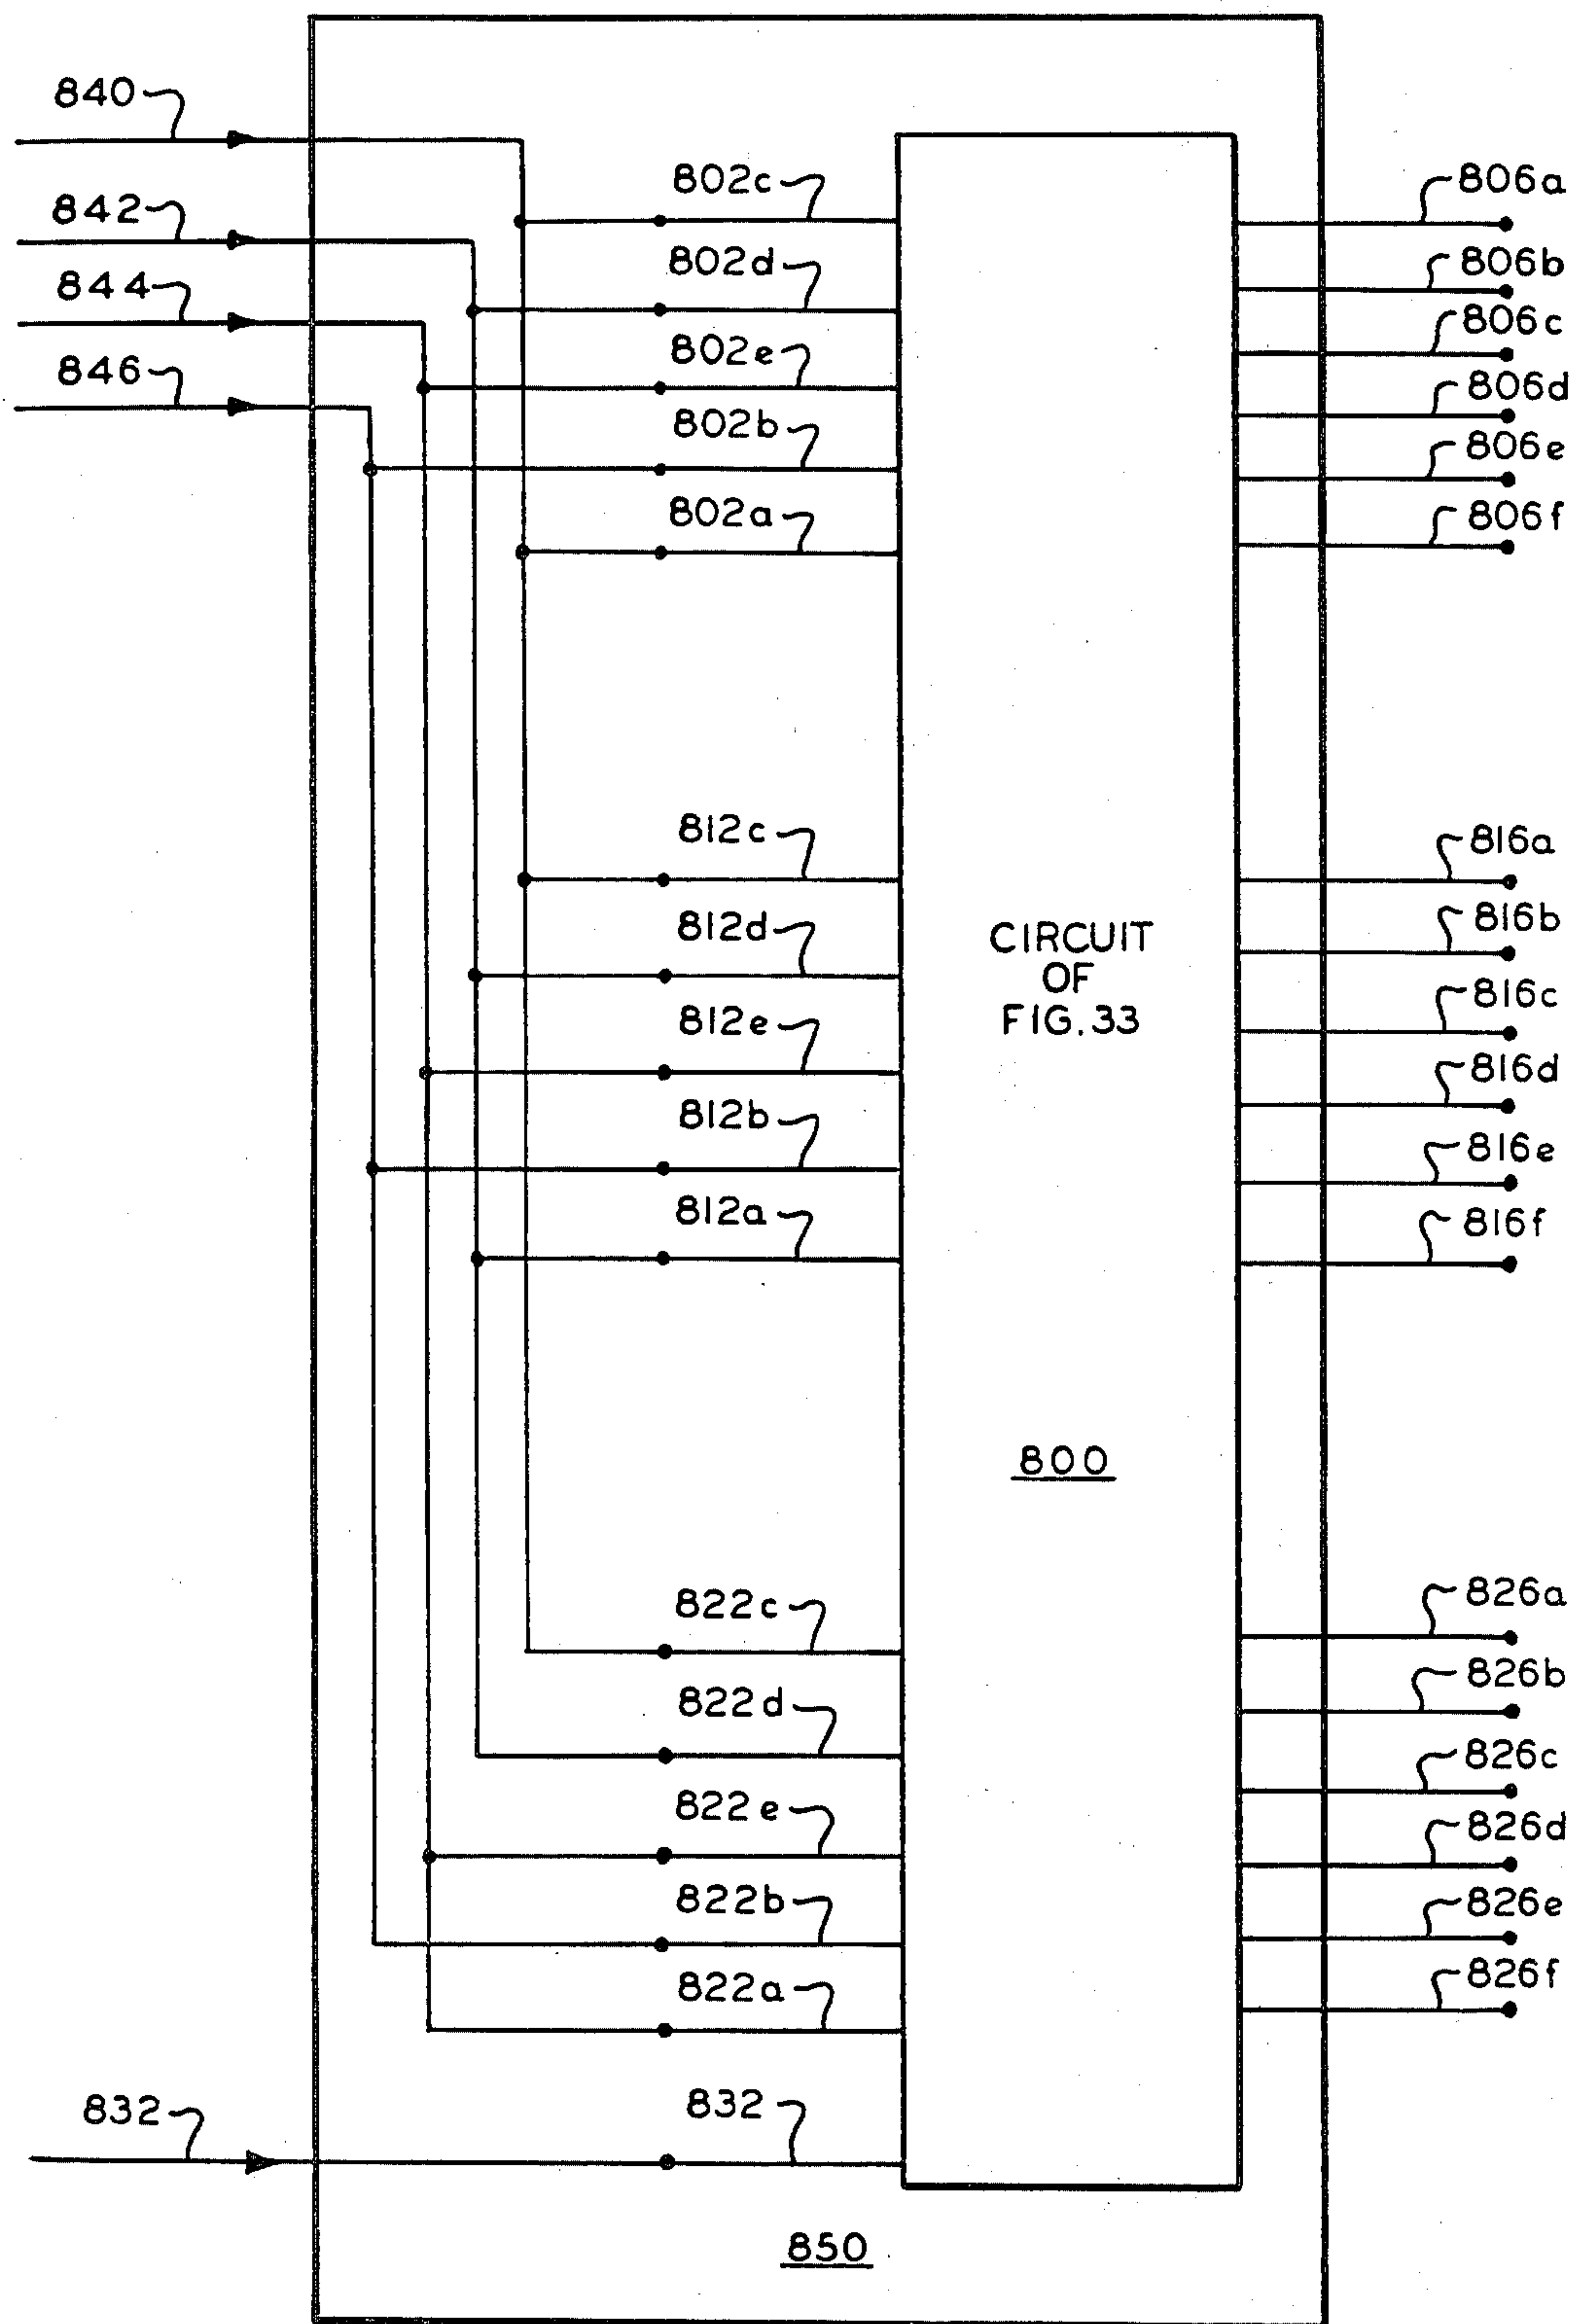 840
842
844
846
802c
802d
802e
802b
802a
806a
806b
806c
806d
806e
806f
812c
812d
812e
812b
812a
CIRCUIT
OF
FIG.33
800
816a
816b
816c
816d
816e
816f
822c
822d
822e
822b
822a
826a
826b
826c
826d
826e
826f
832
832
850